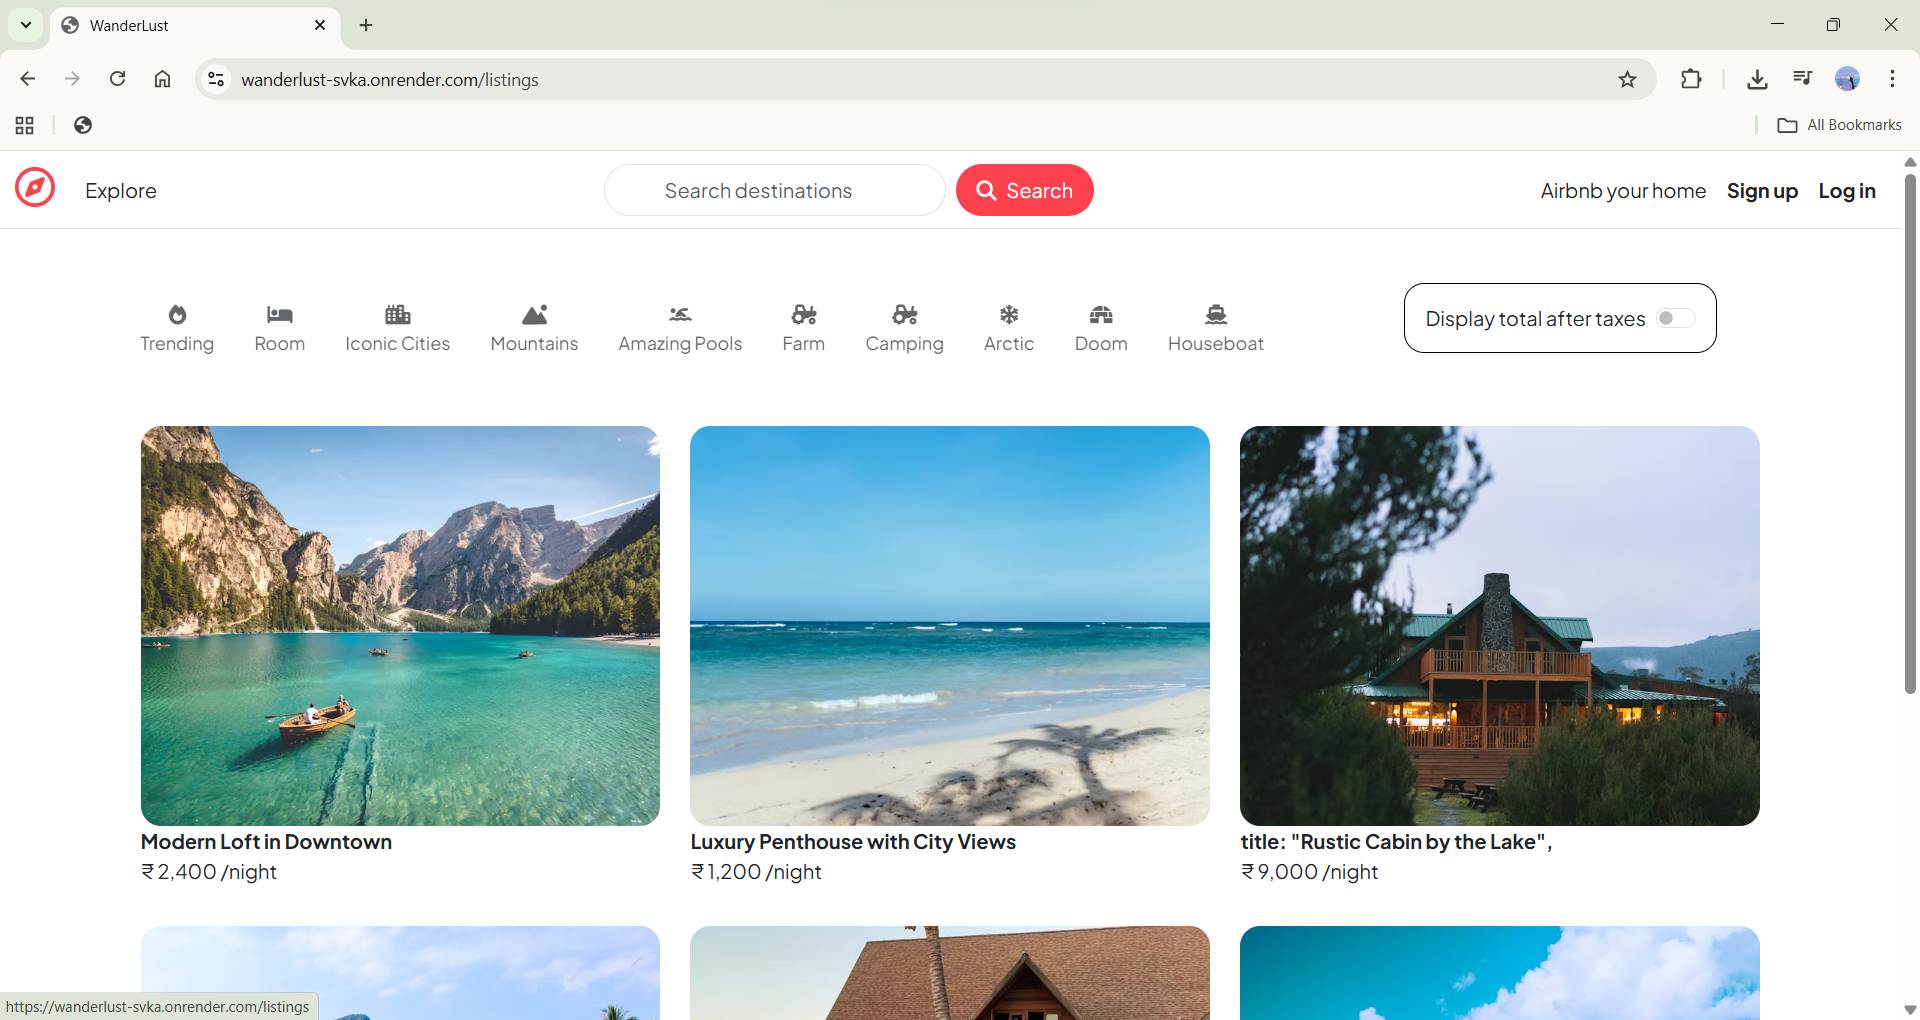 WanderLust
wanderlust-svka.onrender.com/listings
All Bookmarks
Explore
Search destinations
Search
Airbnb your home
Sign up
Log in
Trending
Room
Iconic Cities
Mountains
Amazing Pools
Farm
Camping
Arctic
Doom
Houseboat
Display total after taxes
Modern Loft in Downtown
₹ 2,400 /night
Luxury Penthouse with City Views
₹ 1,200 /night
title: "Rustic Cabin by the Lake",
₹ 9,000 /night
https://wanderlust-svka.onrender.com/listings